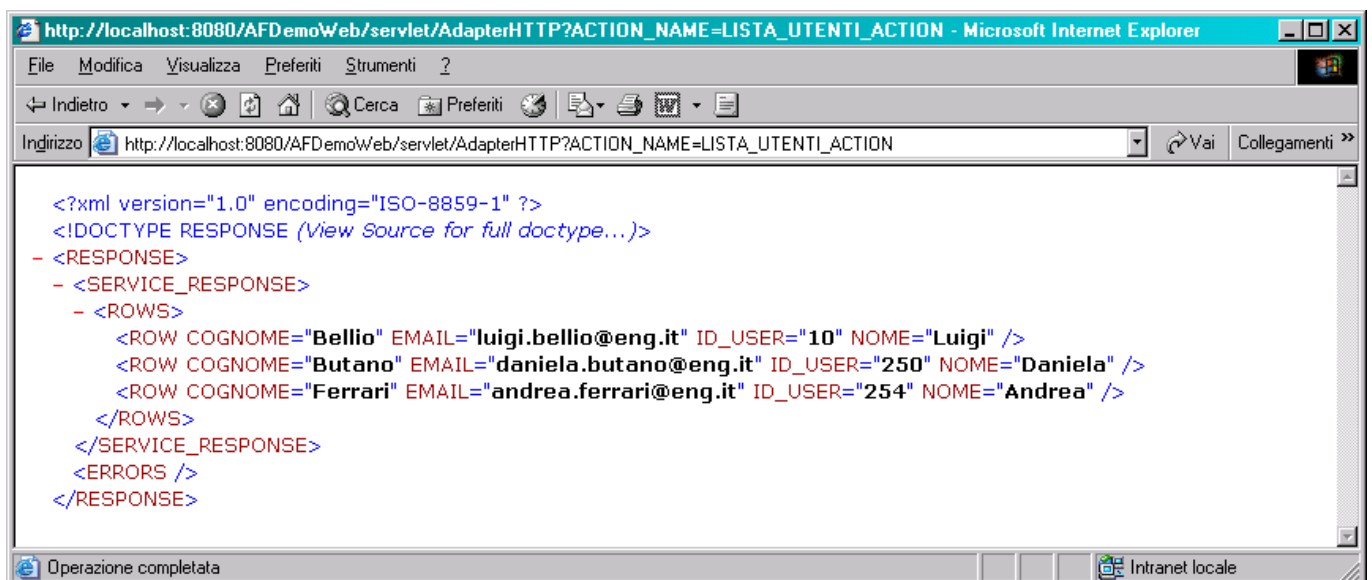 http://localhost:8080/AFDemoWeb/servlet/AdapterHTTP?ACTION_NAME=LISTA_UTENTI_ACTION - Microsoft Internet Explorer
File Modifica Visualizza Preferiti Strumenti ?
Indietro Cerca Preferiti
Indirizzo http://localhost:8080/AFDemoWeb/servlet/AdapterHTTP?ACTION_NAME=LISTA_UTENTI_ACTION Vai Collegamenti »
<?xml version="1.0" encoding="ISO-8859-1" ?>
<!DOCTYPE RESPONSE (View Source for full doctype...)>
- <RESPONSE>
- <SERVICE_RESPONSE>
- <ROWS>
<ROW COGNOME="Bellio" EMAIL="luigi.bellio@eng.it" ID_USER="10" NOME="Luigi" />
<ROW COGNOME="Butano" EMAIL="daniela.butano@eng.it" ID_USER="250" NOME="Daniela" />
<ROW COGNOME="Ferrari" EMAIL="andrea.ferrari@eng.it" ID_USER="254" NOME="Andrea" />
</ROWS>
</SERVICE_RESPONSE>
<ERRORS />
</RESPONSE>
Operazione completata Intranet locale